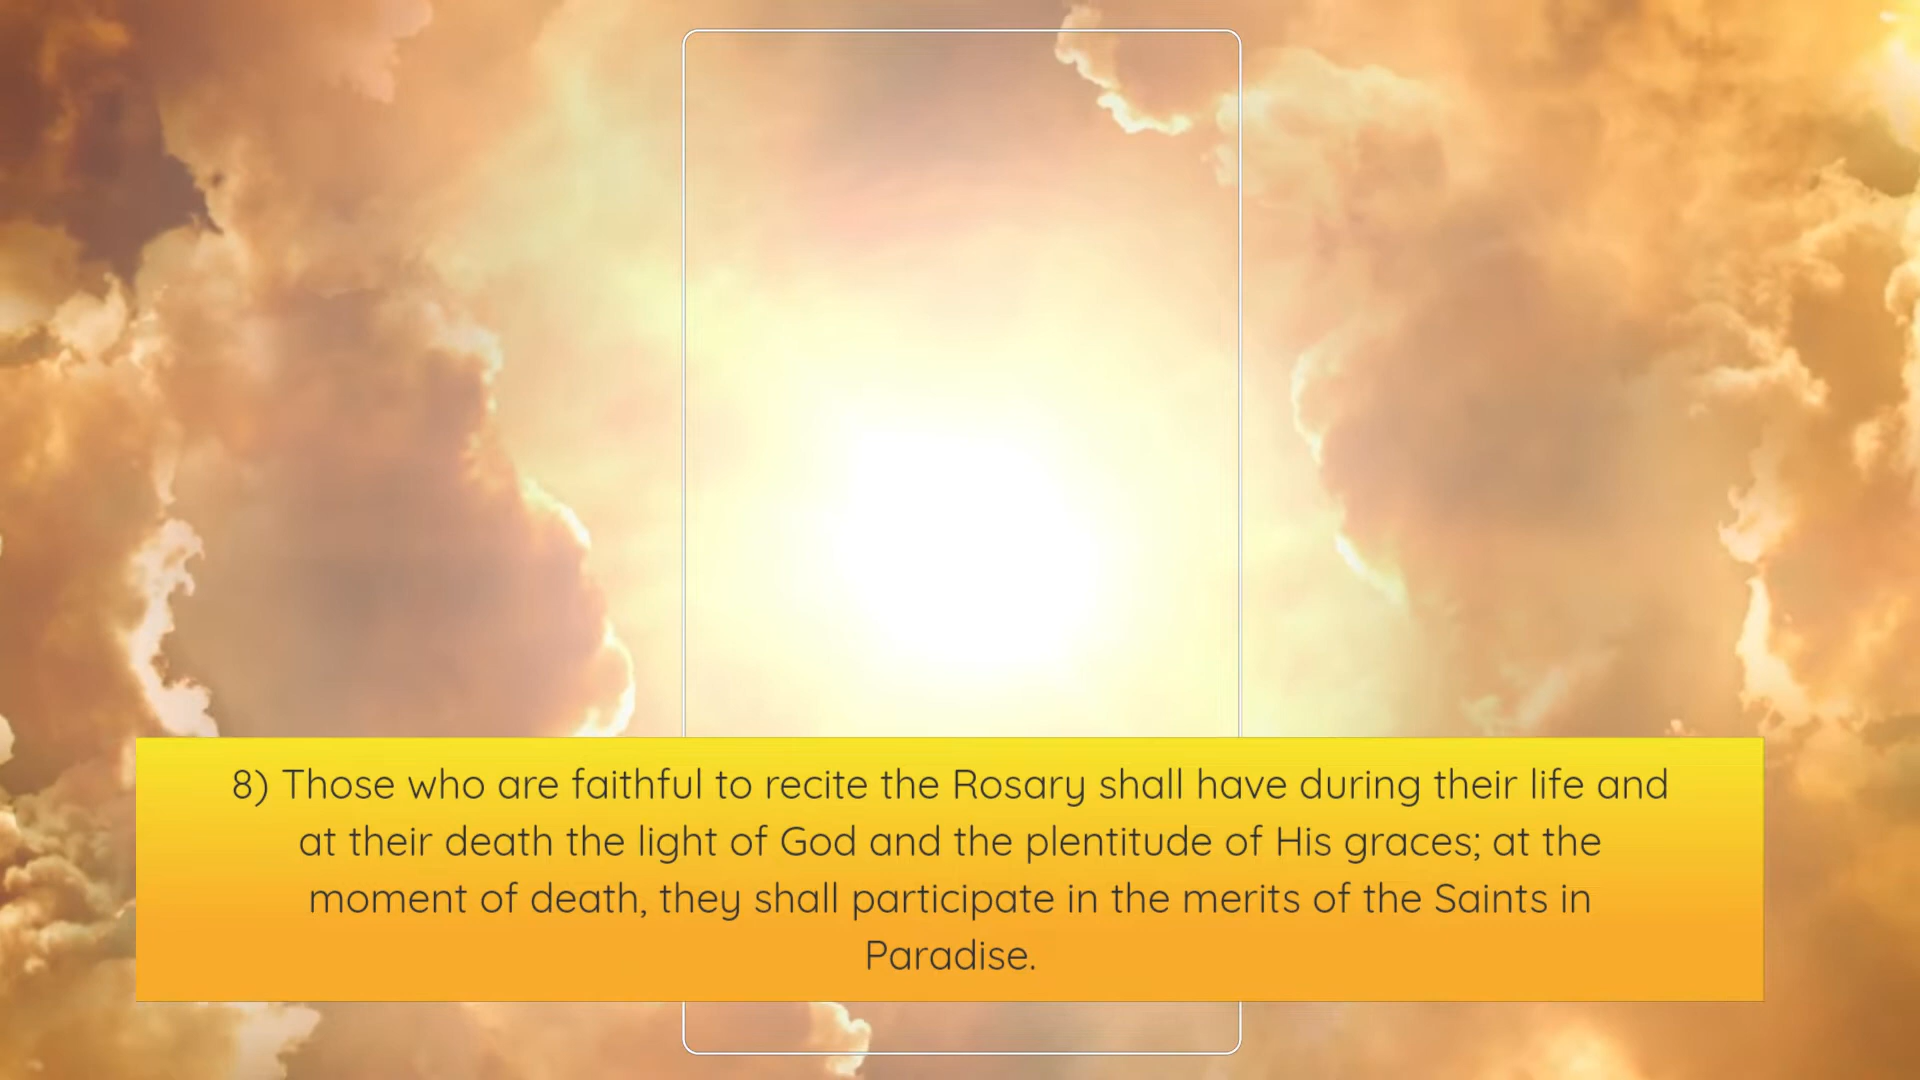 8) Those who are faithful to recite the Rosary shall have during their life and
at their death the light of God and the plentitude of His graces; at the
moment of death, they shall participate in the merits of the Saints in
Paradise.